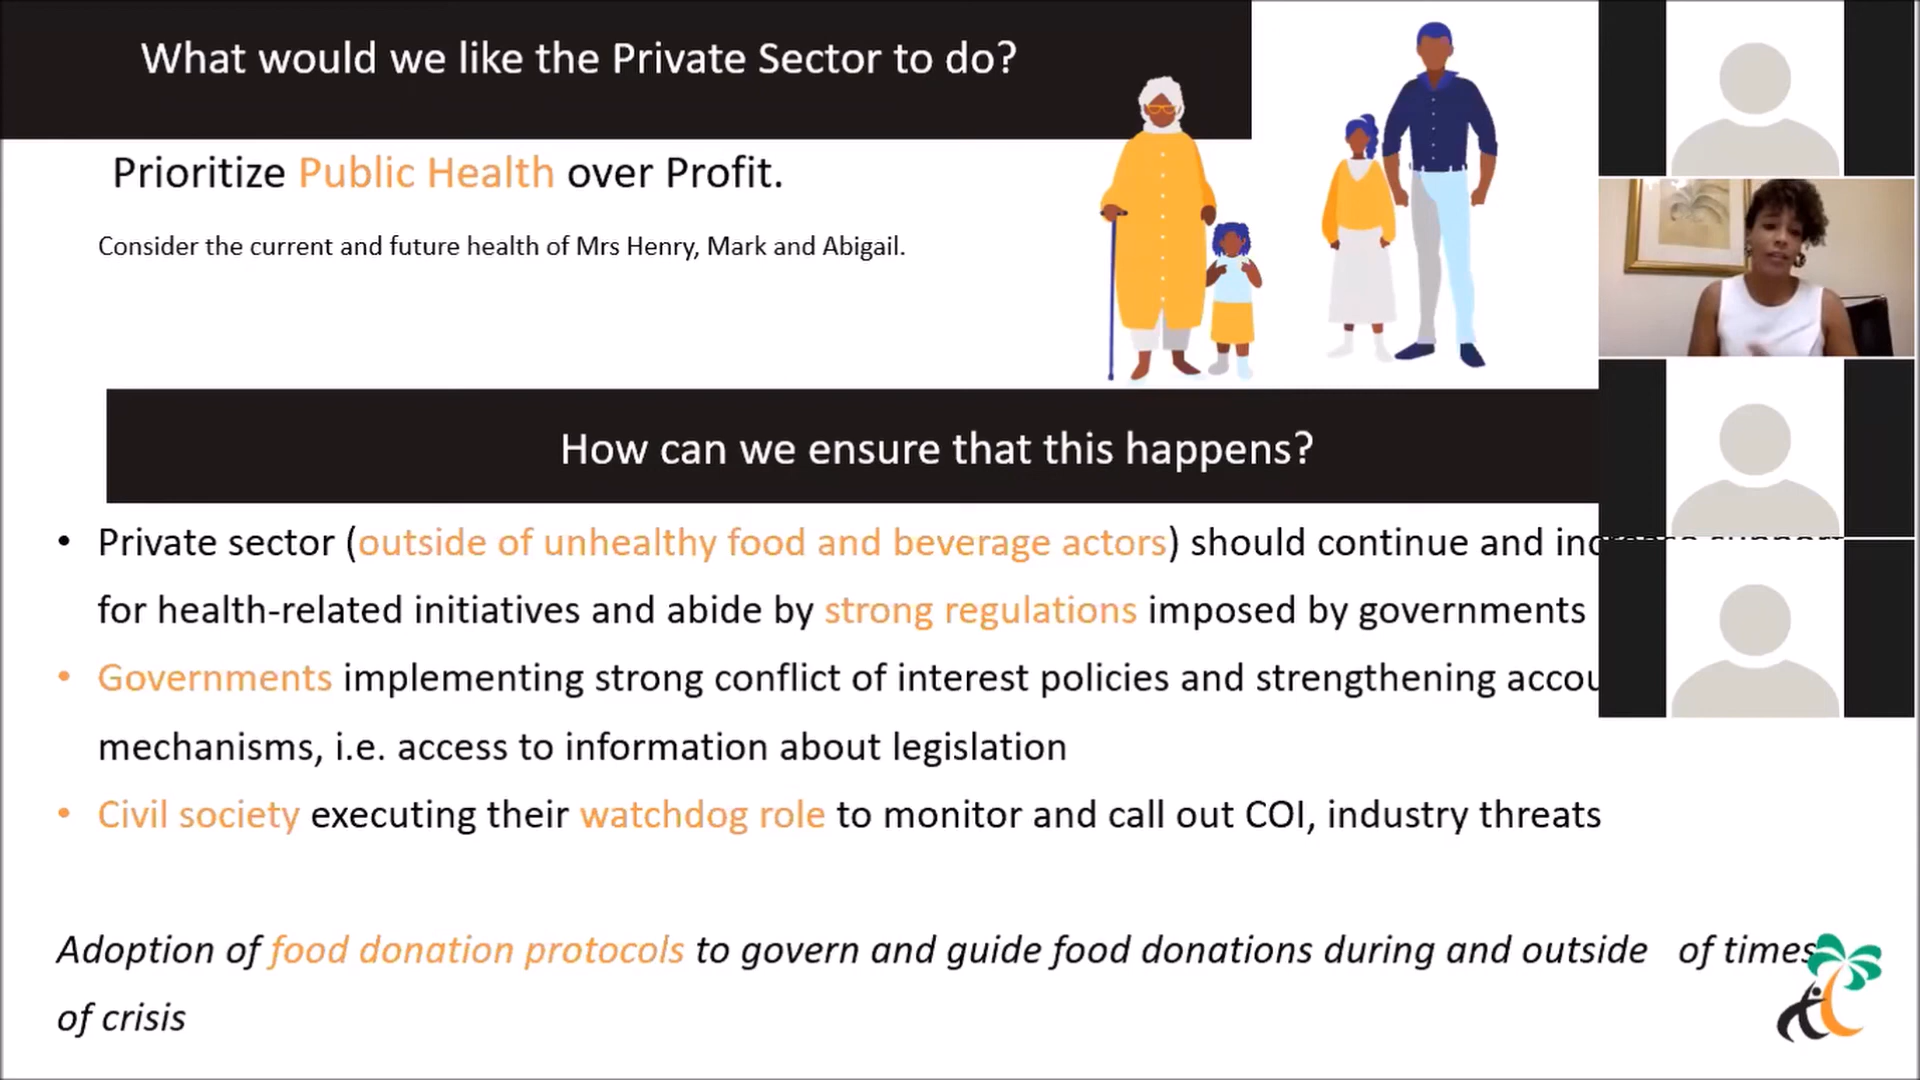 What would we like the Private Sector to do?
Prioritize Public Health over Profit.
Consider the current and future health of Mrs Henry, Mark and Abigail.
How can we ensure that this happens?
• Private sector (outside of unhealthy food and beverage actors) should continue and increase support
for health-related initiatives and abide by strong regulations imposed by governments
• Governments implementing strong conflict of interest policies and strengthening
mechanisms, i.e. access to information about legislation
• Civil society executing their watchdog role to monitor and call out COI, industry threats
Adoption of food donation protocols to govern and guide food donations during and outside of times
of crisis